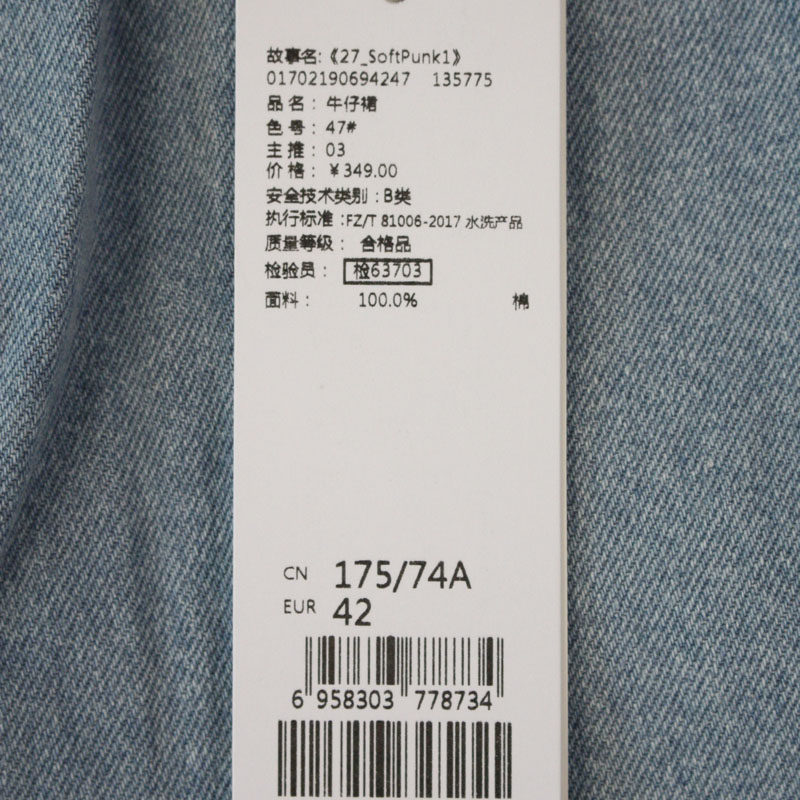 故事名:《27_SoftPunk1》
01702190694247 135775
品名：牛仔裙
色号：47#
主推：03
价格：￥349.00
安全技术类别：B类
执行标准：FZ/T 81006-2017 水洗产品
质量等级： 合格品
检验员： 检63703
面料： 100.0% 棉
CN 175/74A
EUR 42
6 958303 778734